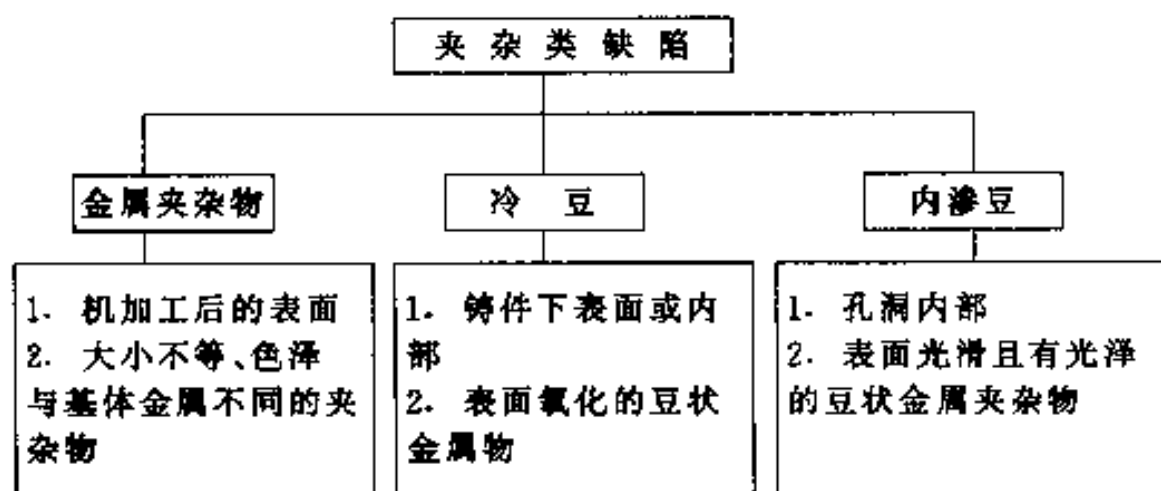 夹杂类缺陷
金属夹杂物
冷豆
内渗豆
1. 机加工后的表面
2. 大小不等、色泽
与基体金属不同的夹
杂物
1. 铸件下表面或内
部
2. 表面氧化的豆状
金属物
1. 孔洞内部
2. 表面光滑且有光泽
的豆状金属夹杂物